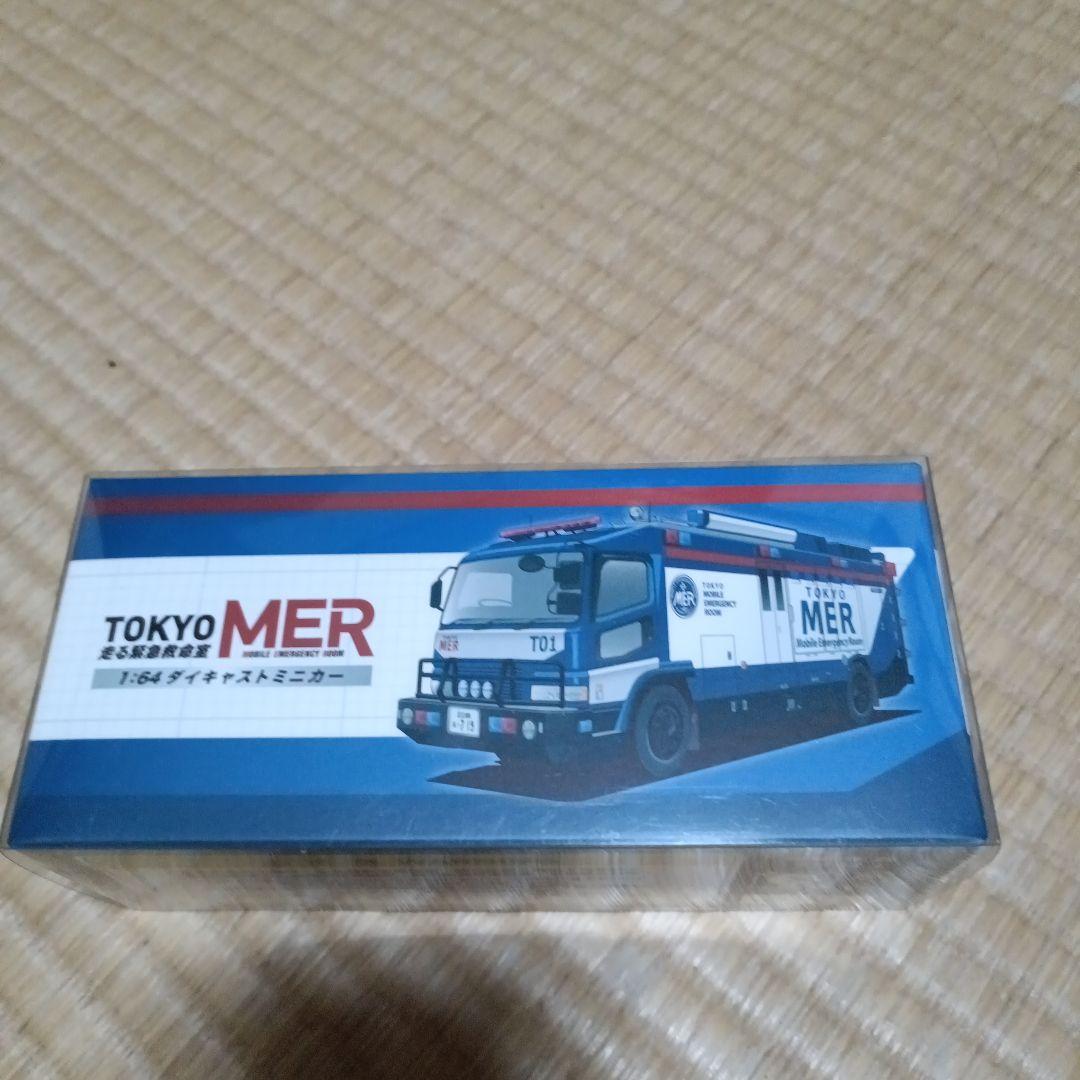 TOKYO MER
走る緊急救命室
MOBILE EMERGENCY ROOM
1:64 ダイキャストミニカー
TOKYO
MER
T01
MER
TOKYO
MOBILE
EMERGENCY
ROOM
TOKYO
MER
Mobile Emergency Room